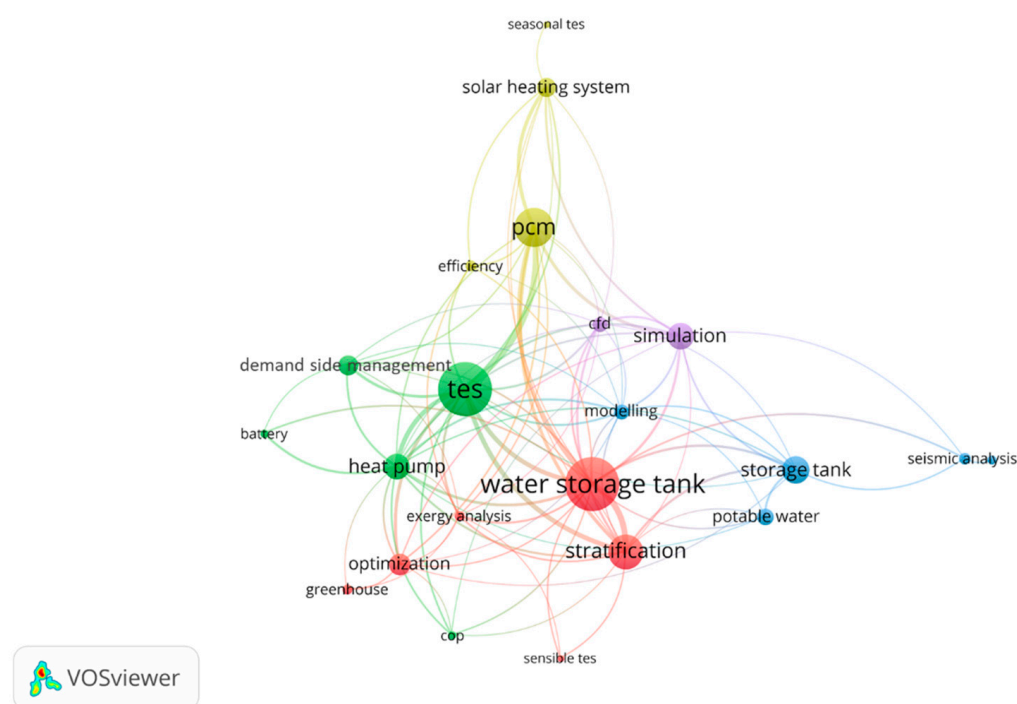 seasonal tes
solar heating system
pcm
efficiency
cfd
simulation
demand side management
tes
modelling
battery
heat pump
storage tank
seismic analysis
water storage tank
exergy analysis
potable water
stratification
optimization
greenhouse
cop
sensible tes
VOSviewer